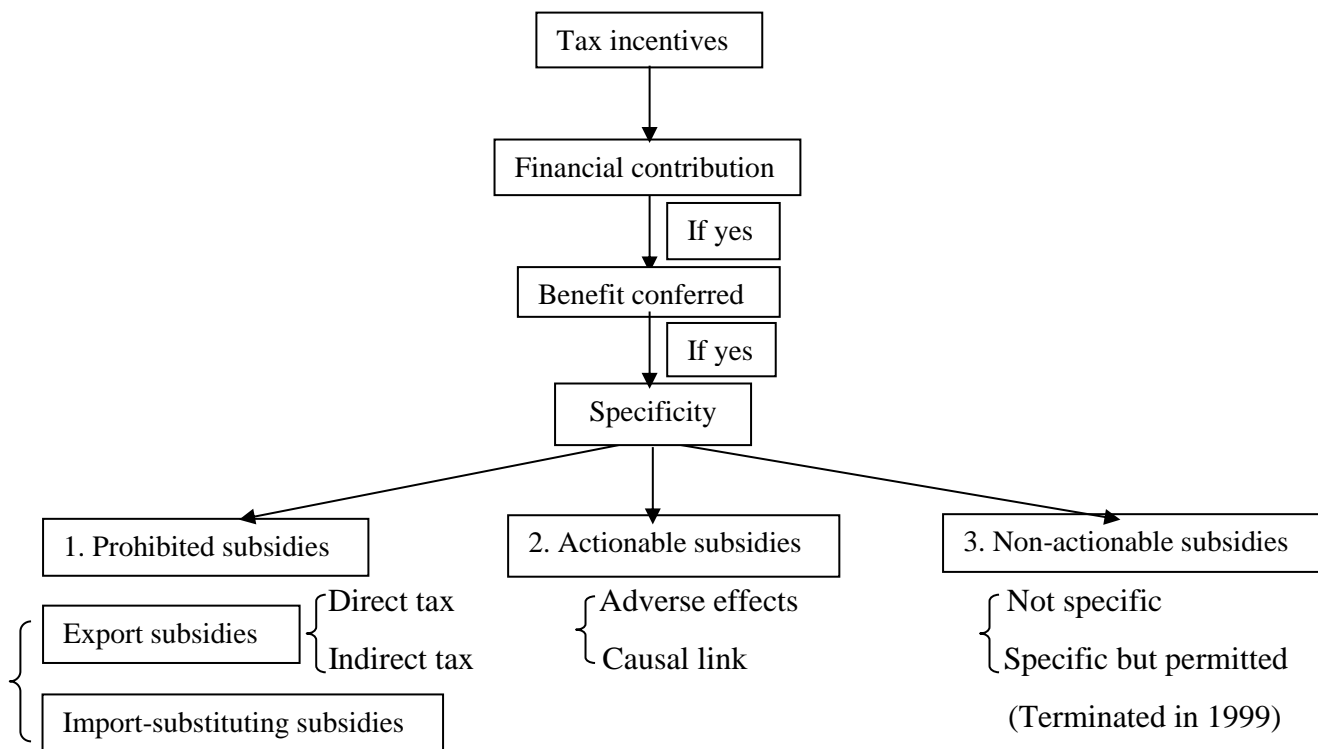 Tax incentives
Financial contribution
If yes
Benefit conferred
If yes
Specificity
1. Prohibited subsidies
2. Actionable subsidies
3. Non-actionable subsidies
Export subsidies
Direct tax
Indirect tax
Import-substituting subsidies
Adverse effects
Causal link
Not specific
Specific but permitted
(Terminated in 1999)